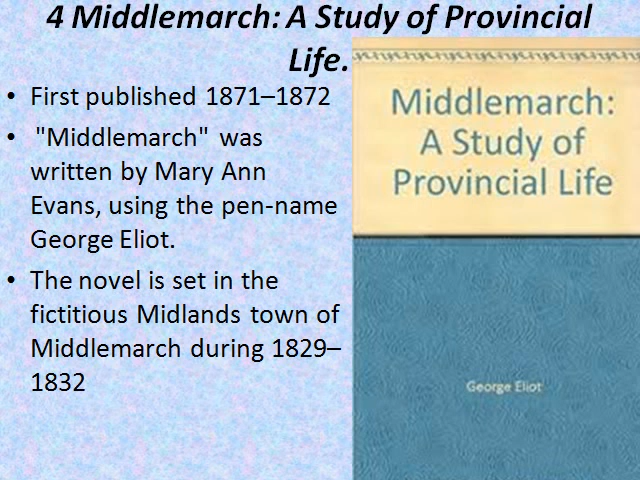 4 Middlemarch: A Study of Provincial
Life.
• First published 1871–1872
• "Middlemarch" was
written by Mary Ann
Evans, using the pen-name
George Eliot.
• The novel is set in the
fictitious Midlands town of
Middlemarch during 1829–
1832
Middlemarch:
A Study of
Provincial Life
George Eliot